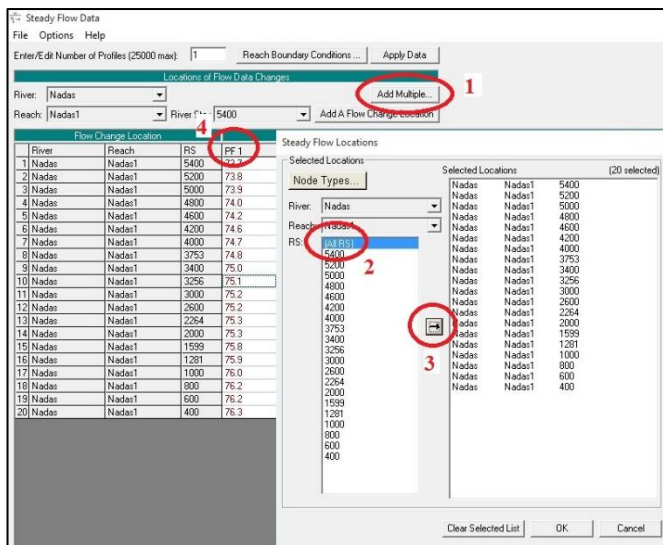 Steady Flow Data
File Options Help
Enter/Edit Number of Profiles (25000 max): 1 Reach Boundary Conditions ... Apply Data
Locations of Flow Data Changes
River: Nadas Add Multiple... 1
Reach: Nadas1 River Sta.: 5400 Add A Flow Change Location
4
Flow Change Location
River Reach RS PF 1
1 Nadas Nadas1 5400 73.7
2 Nadas Nadas1 5200 73.8
3 Nadas Nadas1 5000 73.9
4 Nadas Nadas1 4800 74.0
5 Nadas Nadas1 4600 74.2
6 Nadas Nadas1 4200 74.6
7 Nadas Nadas1 4000 74.7
8 Nadas Nadas1 3753 74.8
9 Nadas Nadas1 3400 75.0
10 Nadas Nadas1 3256 75.1
11 Nadas Nadas1 3000 75.2
12 Nadas Nadas1 2600 75.2
13 Nadas Nadas1 2264 75.3
14 Nadas Nadas1 2000 75.3
15 Nadas Nadas1 1599 75.8
16 Nadas Nadas1 1281 75.9
17 Nadas Nadas1 1000 76.0
18 Nadas Nadas1 800 76.2
19 Nadas Nadas1 600 76.2
20 Nadas Nadas1 400 76.3
Steady Flow Locations
Selected Locations
Node Types...
River: Nadas
Reach: Nadas1
RS: (All RS)
5400
2
5200
5000
4800
4600
4200
4000
3753
3400
3256
3000
2600
2264
2000
1599
1281
1000
800
600
400
3
Selected Locations (20 selected)
Nadas Nadas1 5400
Nadas Nadas1 5200
Nadas Nadas1 5000
Nadas Nadas1 4800
Nadas Nadas1 4600
Nadas Nadas1 4200
Nadas Nadas1 4000
Nadas Nadas1 3753
Nadas Nadas1 3400
Nadas Nadas1 3256
Nadas Nadas1 3000
Nadas Nadas1 2600
Nadas Nadas1 2264
Nadas Nadas1 2000
Nadas Nadas1 1599
Nadas Nadas1 1281
Nadas Nadas1 1000
Nadas Nadas1 800
Nadas Nadas1 600
Nadas Nadas1 400
Clear Selected List OK Cancel